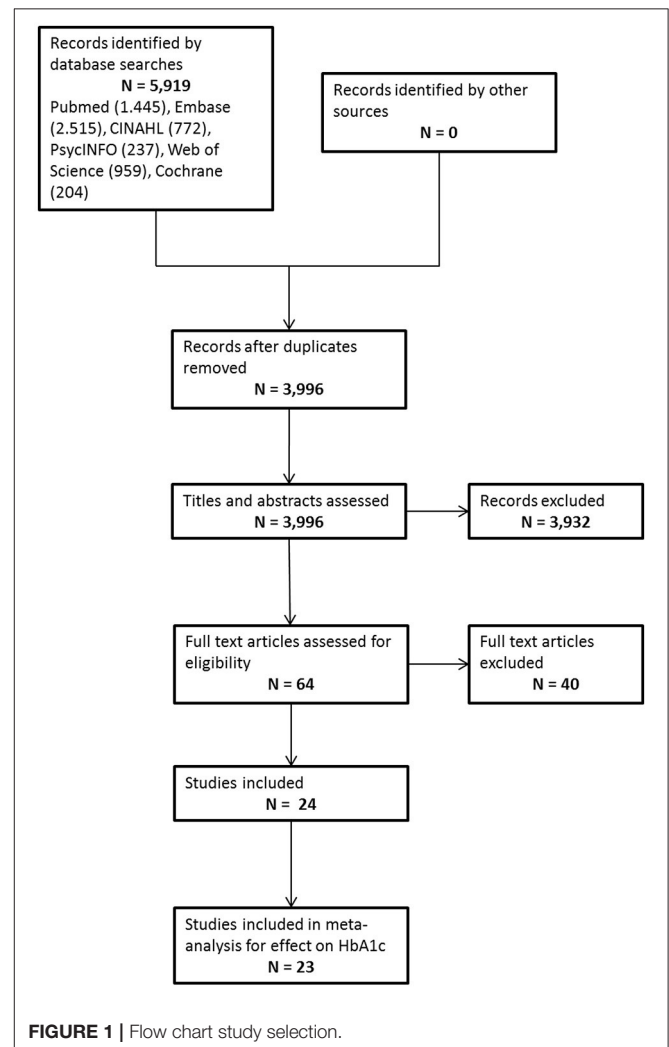 Records identified by
database searches
N = 5,919
Pubmed (1.445), Embase
(2.515), CINAHL (772),
PsycINFO (237), Web of
Science (959), Cochrane
(204)
Records identified by other
sources
N = 0
Records after duplicates
removed
N = 3,996
Titles and abstracts assessed
N = 3,996
Records excluded
N = 3,932
Full text articles assessed for
eligibility
N = 64
Full text articles
excluded
N = 40
Studies included
N = 24
Studies included in meta-
analysis for effect on HbA1c
N = 23
FIGURE 1 | Flow chart study selection.